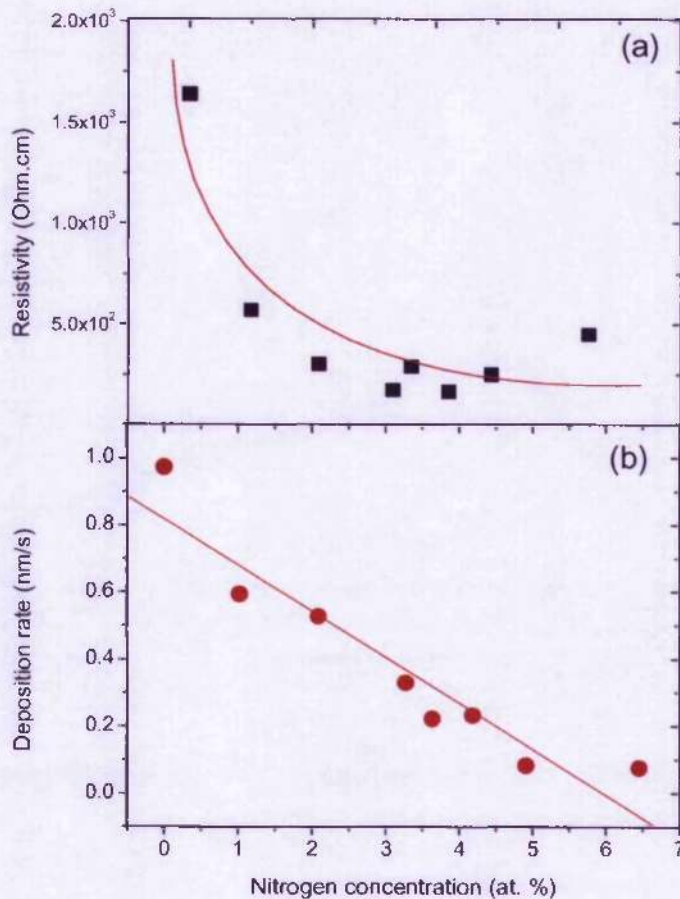 2.0x10³
(a)
1.5x10³
1.0x10³
5.0x10²
Resistivity (Ohm.cm)
(b)
1.0
0.8
0.6
0.4
0.2
0.0
Deposition rate (nm/s)
0 1 2 3 4 5 6 7
Nitrogen concentration (at. %)